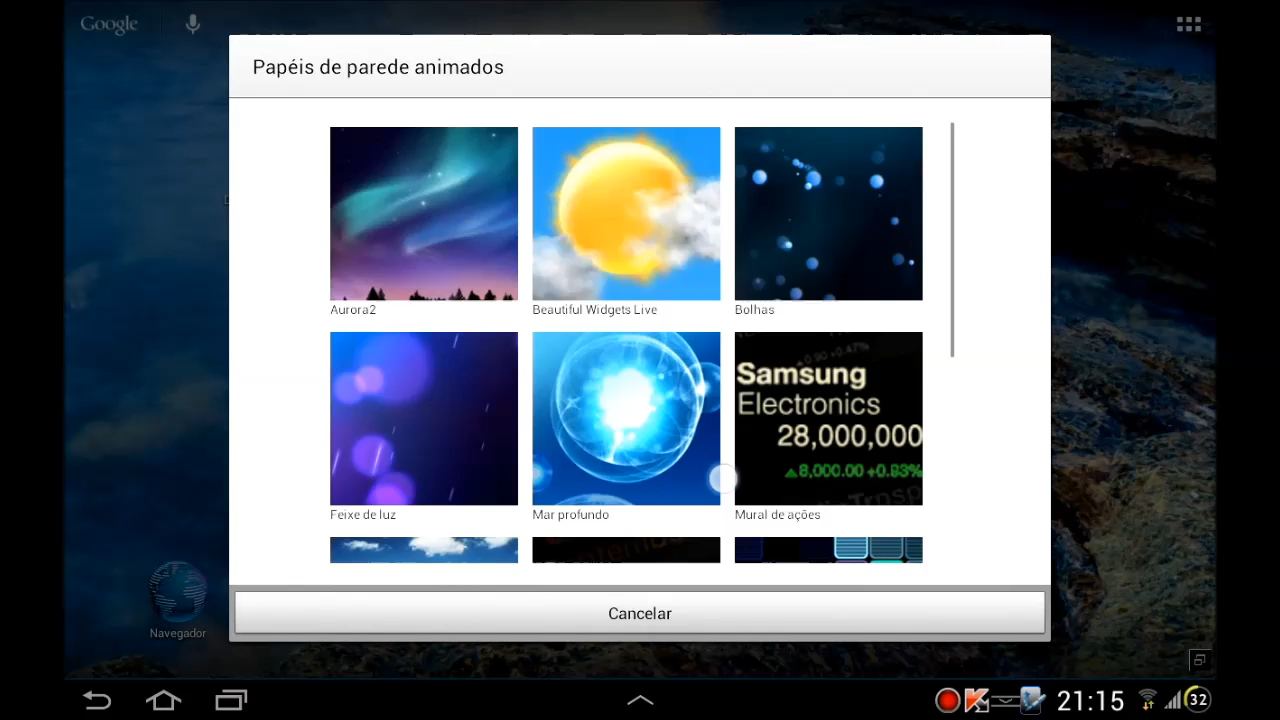 Google
Papéis de parede animados
Aurora2
Beautiful Widgets Live
Bolhas
Samsung
Electronics
28,000,000
▲8,000.00 +0.83%
Feixe de luz
Mar profundo
Mural de ações
Cancelar
Navegador
21:15
32